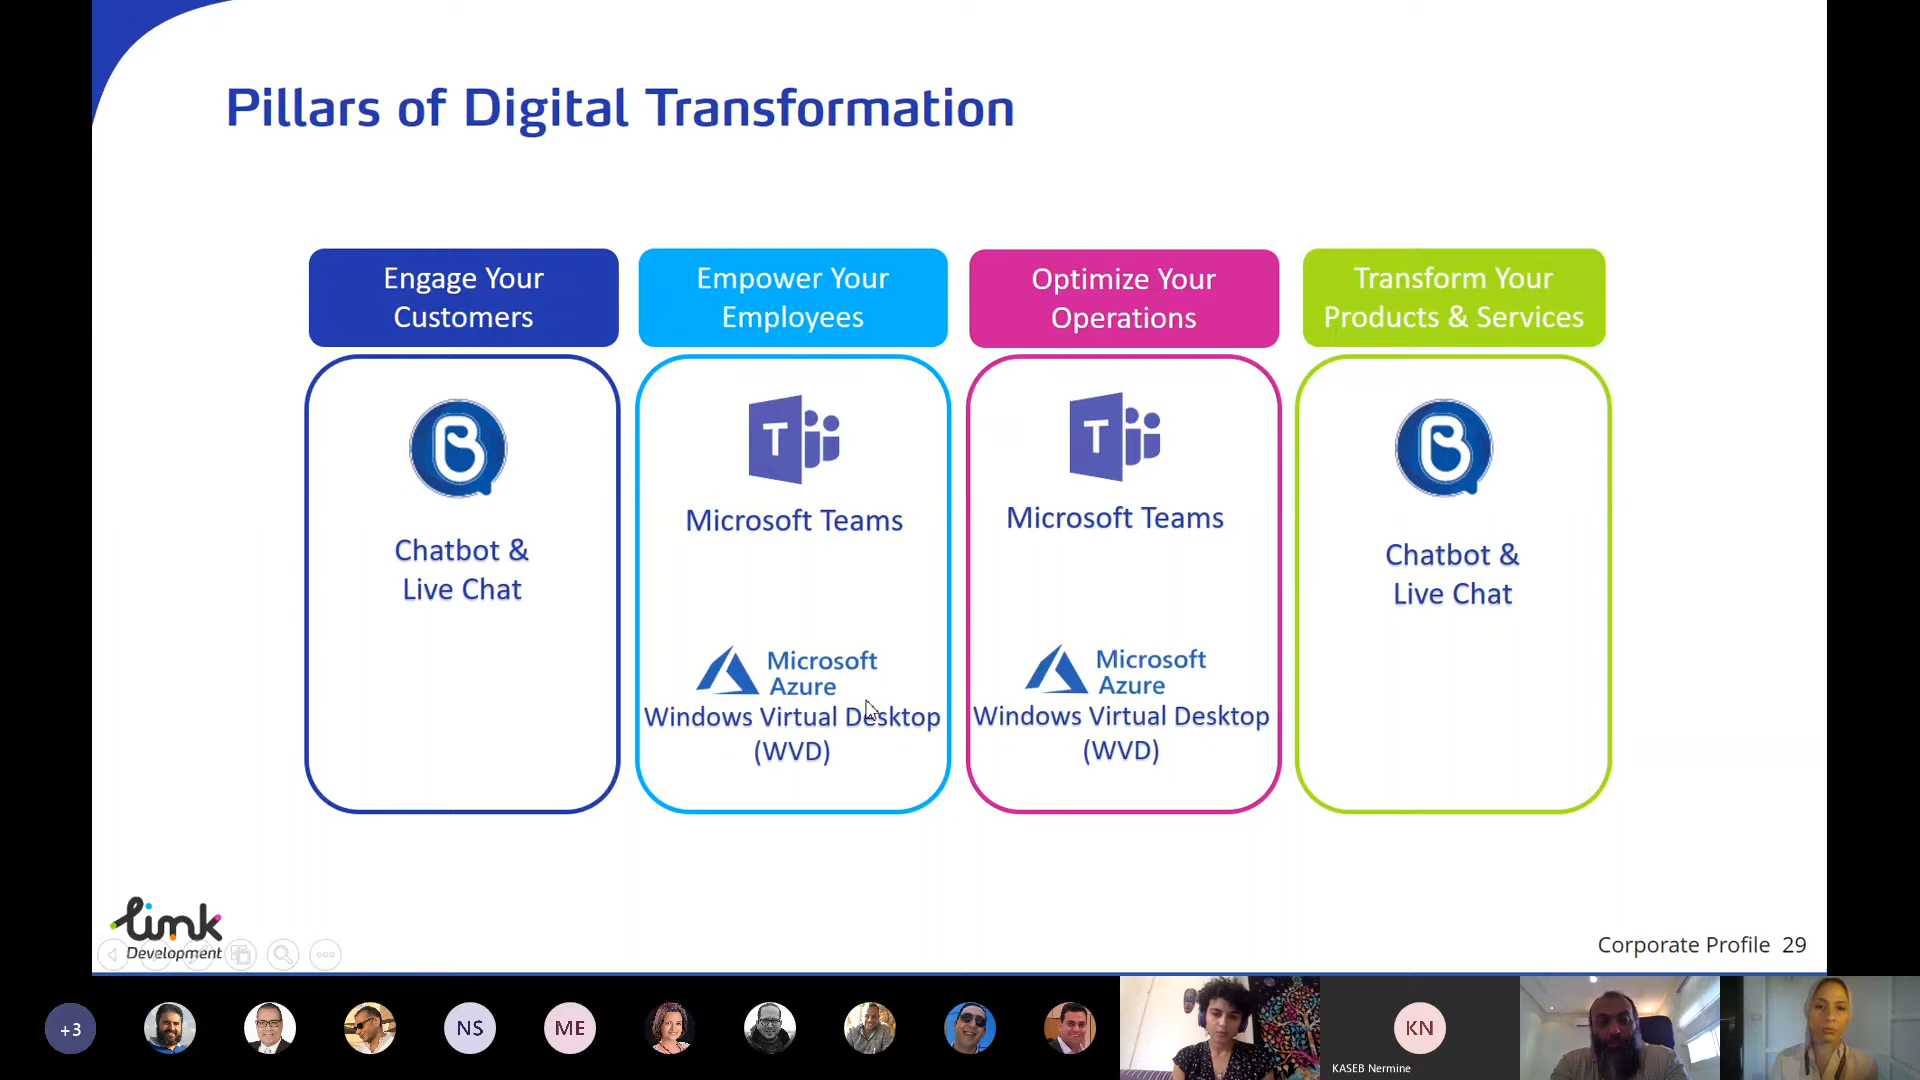 Pillars of Digital Transformation
Engage Your
Customers
Empower Your
Employees
Optimize Your
Operations
Transform Your
Products & Services
B
Chatbot &
Live Chat
T
Microsoft Teams
Microsoft
Azure
Windows Virtual Desktop
(WVD)
T
Microsoft Teams
Microsoft
Azure
Windows Virtual Desktop
(WVD)
B
Chatbot &
Live Chat
link
Development
Corporate Profile 29
+3
NS
ME
KN
KASEB Nermine